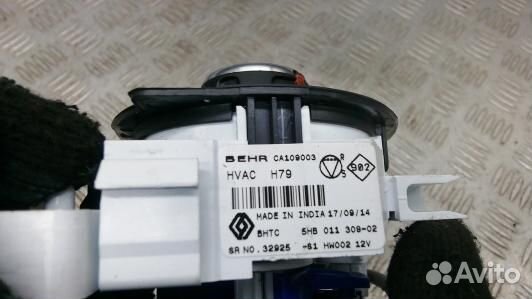 BEHR CA109003
HVAC H79
R
S
902
MADE IN INDIA 17/09/14
BHTC 5HB 011 309-02
SR NO. 32925 -S1 HW002 12V
Avito